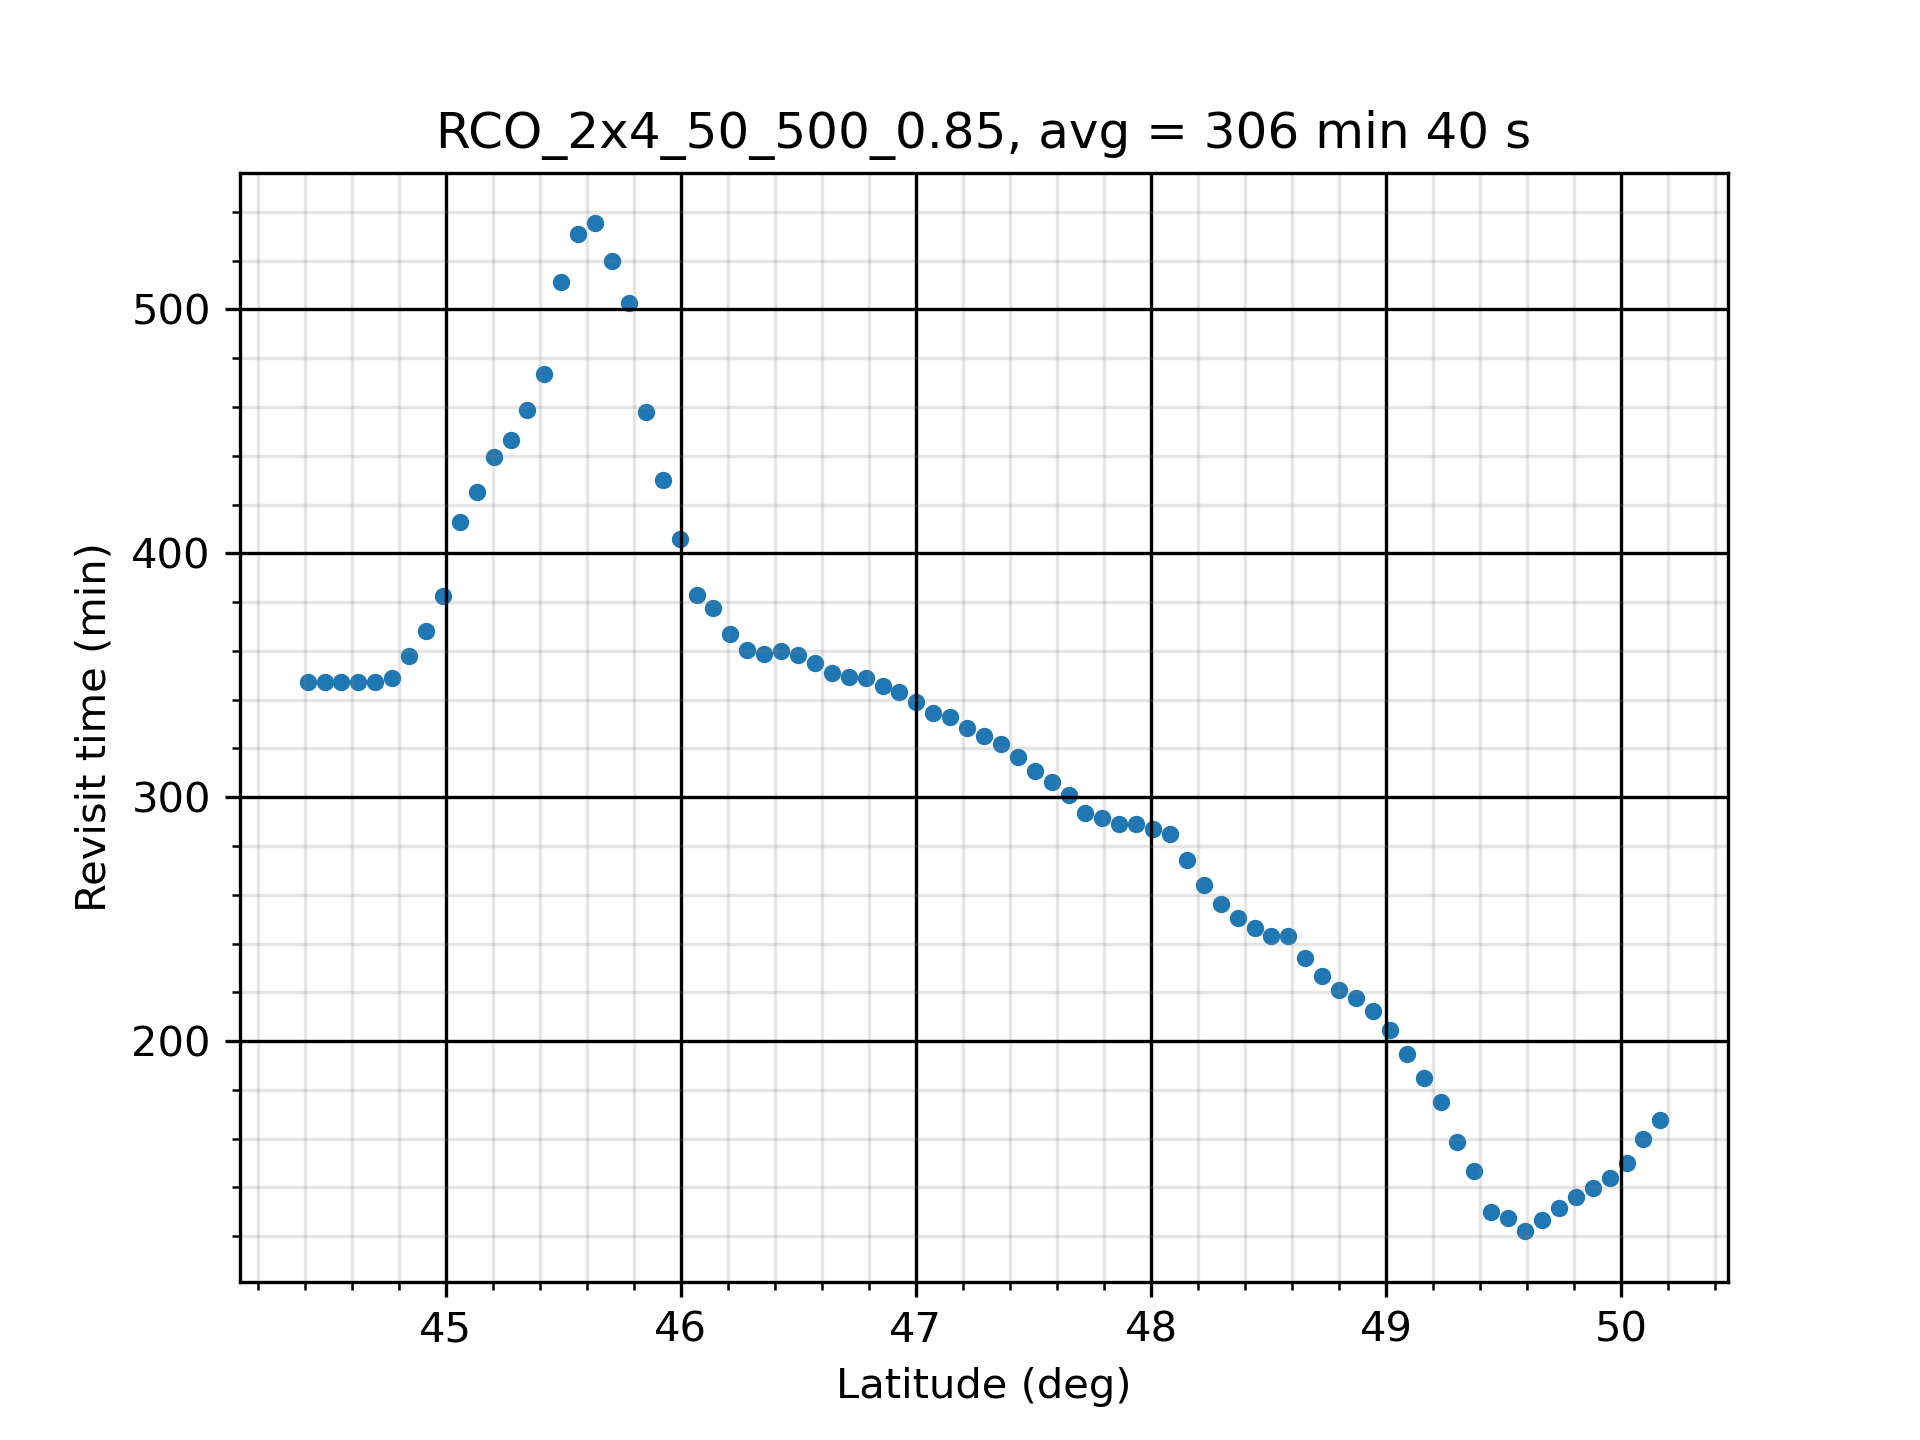 RCO_2x4_50_500_0.85, avg = 306 min 40 s
Revisit time (min)
500
400
300
200
45 46 47 48 49 50
Latitude (deg)